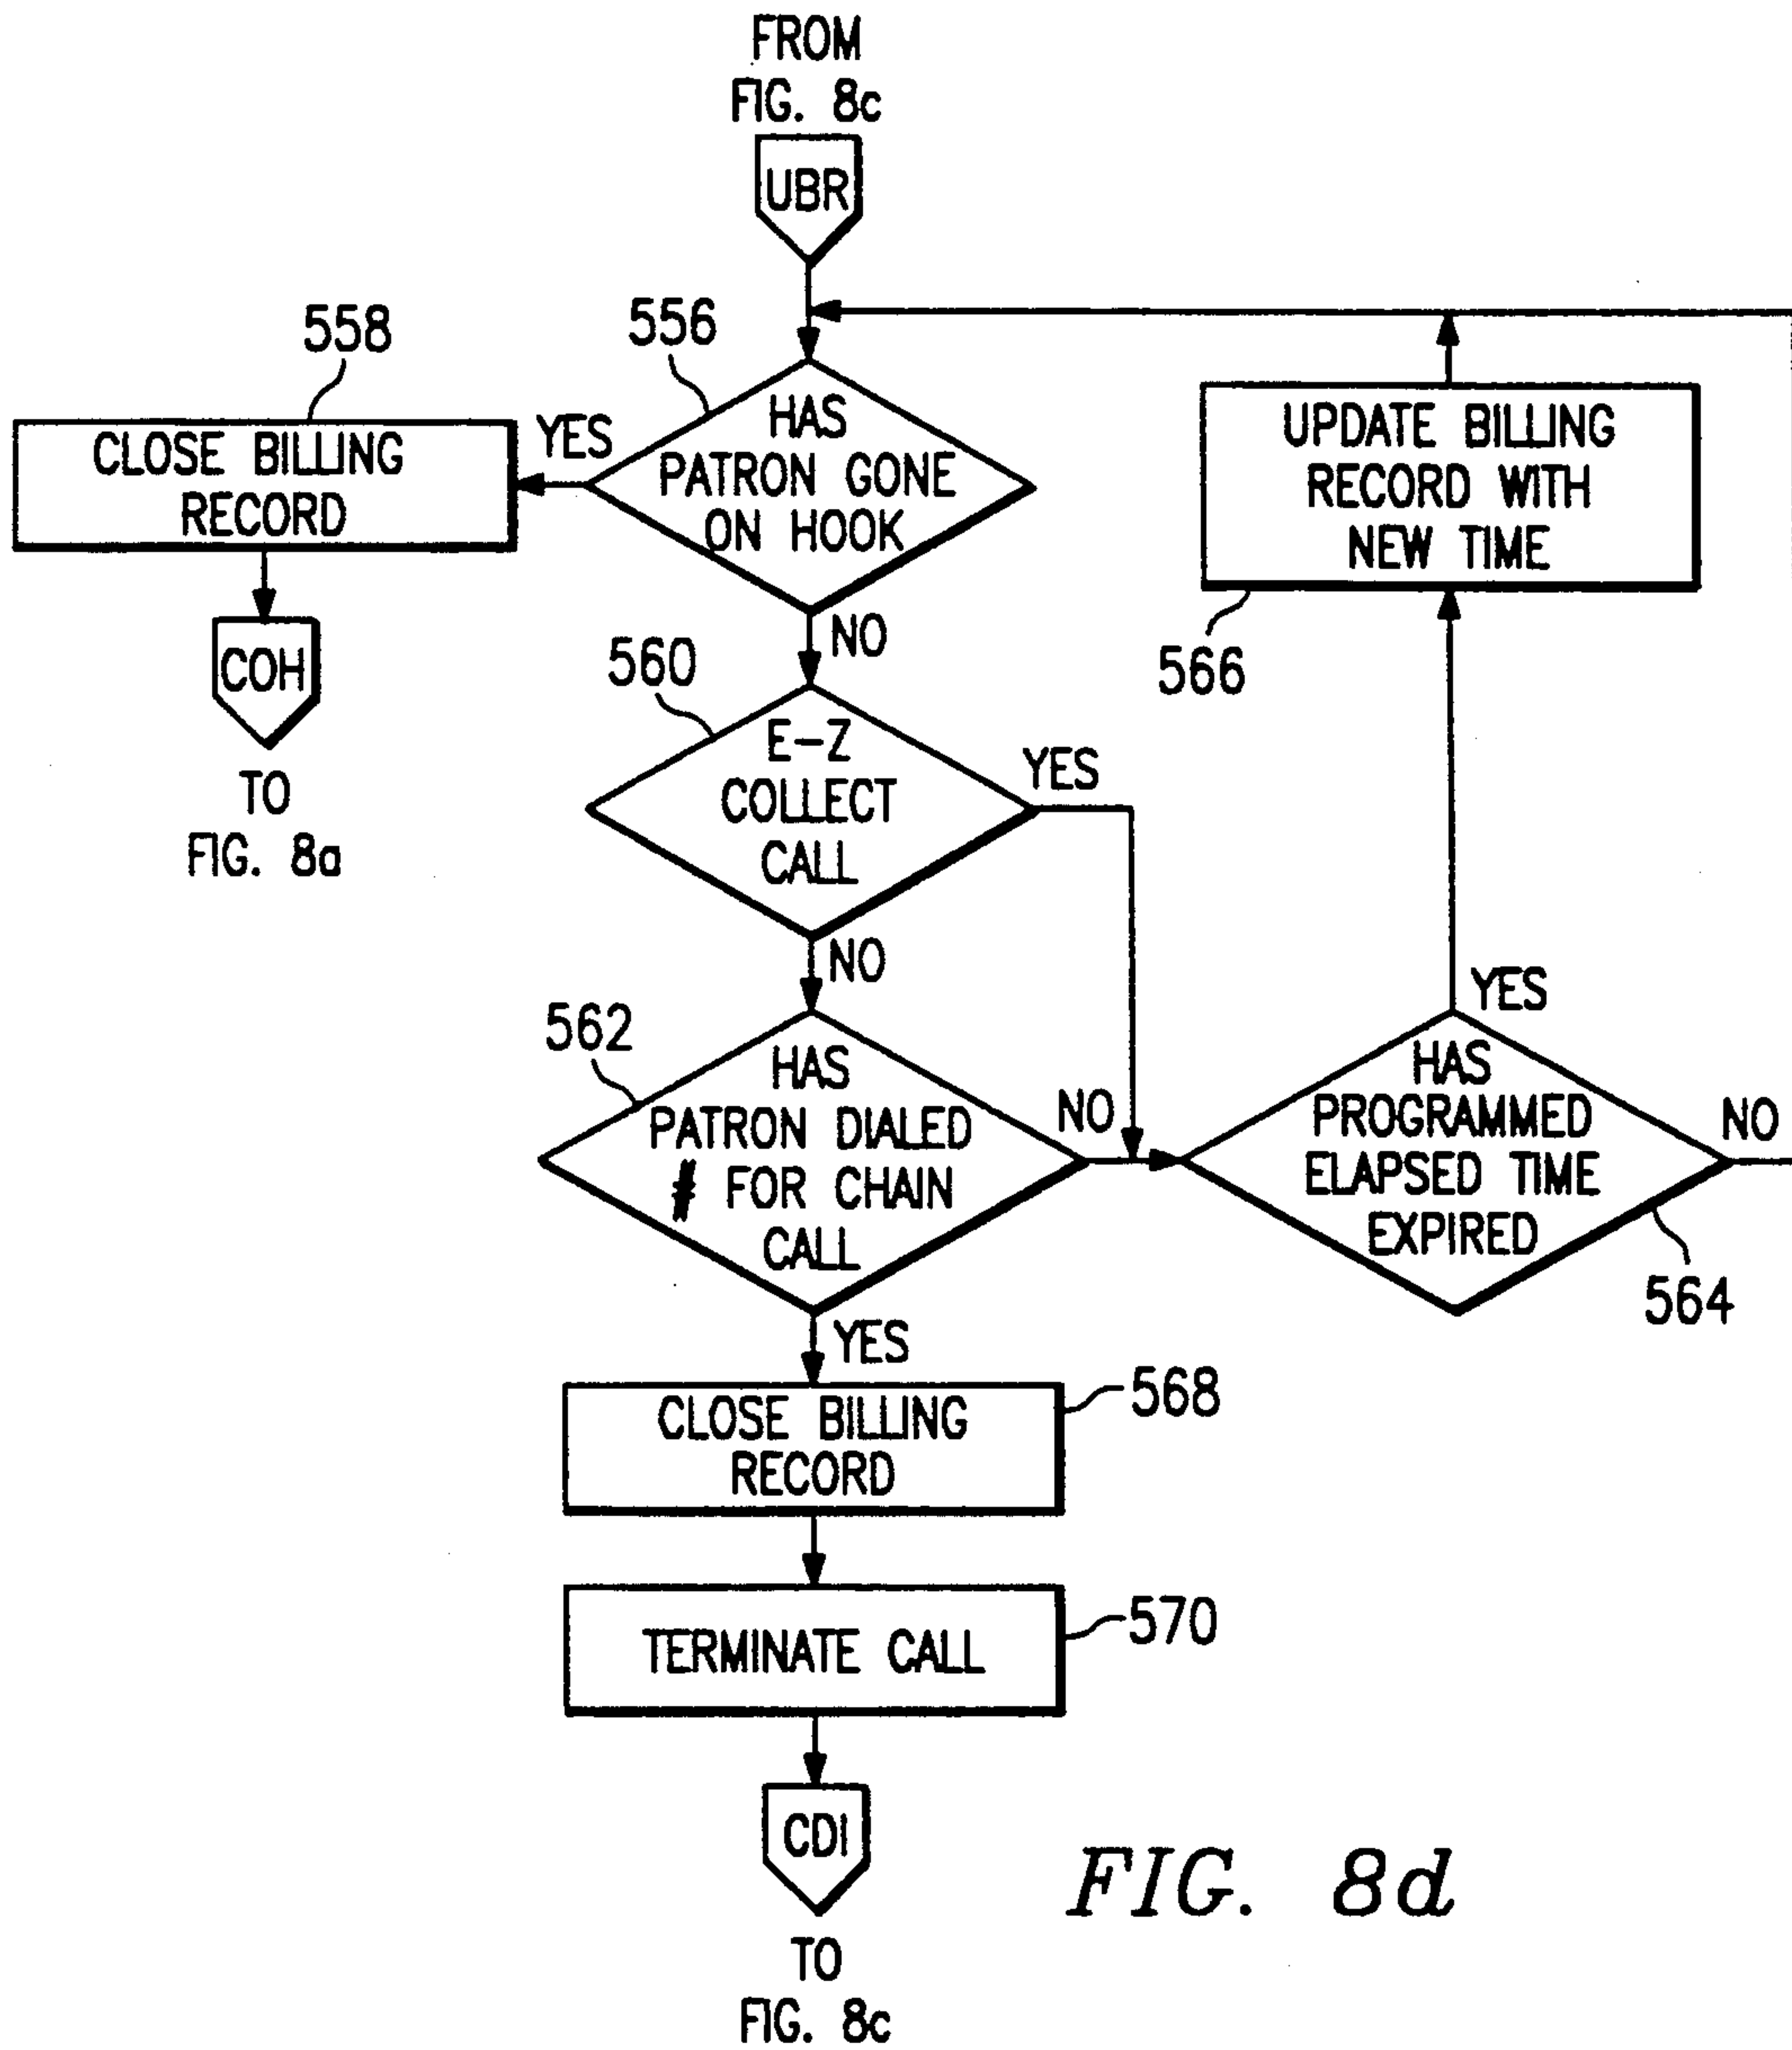 FROM
FIG. 8c
UBR
558
556
CLOSE BILLING
RECORD
YES
HAS
PATRON GONE
ON HOOK
UPDATE BILLING
RECORD WITH
NEW TIME
566
COH
TO
FIG. 8a
NO
560
E-Z
COLLECT
CALL
YES
NO
562
HAS
PATRON DIALED
# FOR CHAIN
CALL
NO
YES
HAS
PROGRAMMED
ELAPSED TIME
EXPIRED
NO
564
YES
CLOSE BILLING
RECORD
568
TERMINATE CALL
570
CDI
TO
FIG. 8c
FIG. 8d